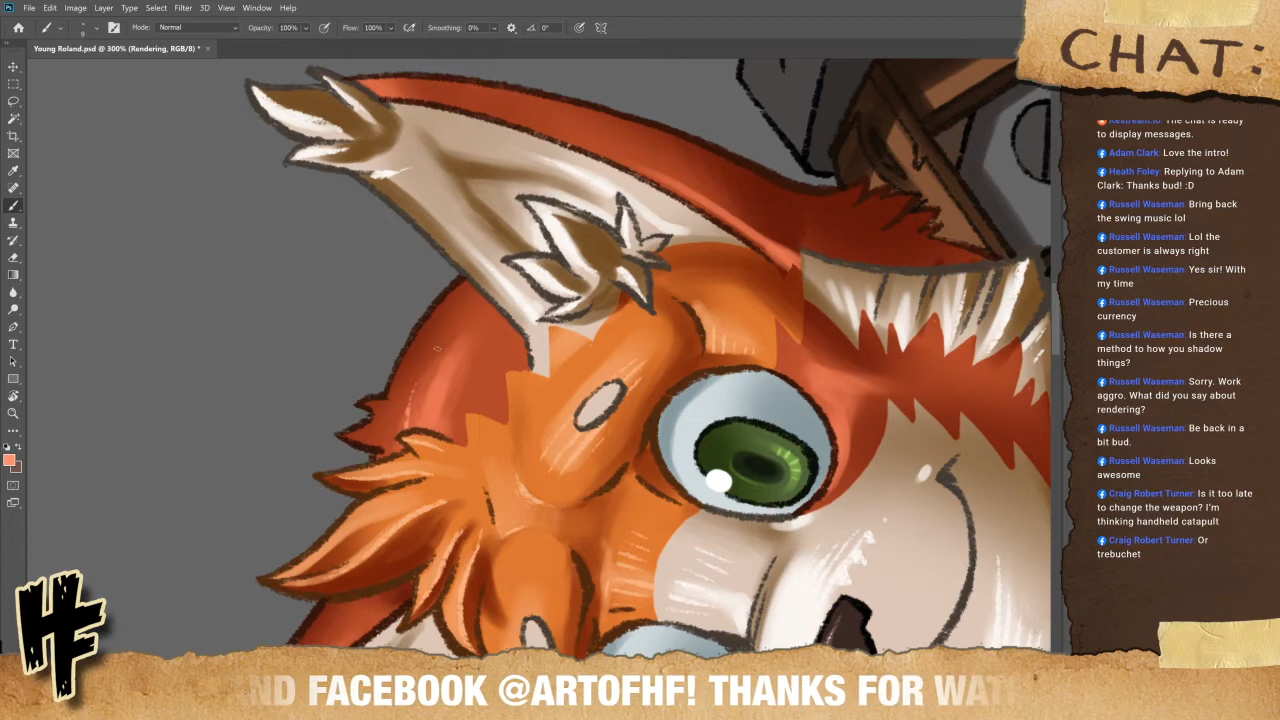 Ps File Edit Image Layer Type Select Filter 3D View Window Help
9 Mode: Normal Opacity: 100% Flow: 100% Smoothing: 0% 0°
Young Roland.psd @ 300% (Rendering, RGB/8) *
CHAT:
Restream.io: The chat is ready
to display messages.
Adam Clark: Love the intro!
Heath Foley: Replying to Adam
Clark: Thanks bud! :D
Russell Waseman: Bring back
the swing music lol
Russell Waseman: Lol the
customer is always right
Russell Waseman: Yes sir! With
my time
Russell Waseman: Precious
currency
Russell Waseman: Is there a
method to how you shadow
things?
Russell Waseman: Sorry. Work
aggro. What did you say about
rendering?
Russell Waseman: Be back in a
bit bud.
Russell Waseman: Looks
awesome
Craig Robert Turner: Is it too late
to change the weapon? I'm
thinking handheld catapult
Craig Robert Turner: Or
trebuchet
HF
ND FACEBOOK @ARTOFHF! THANKS FOR WAT